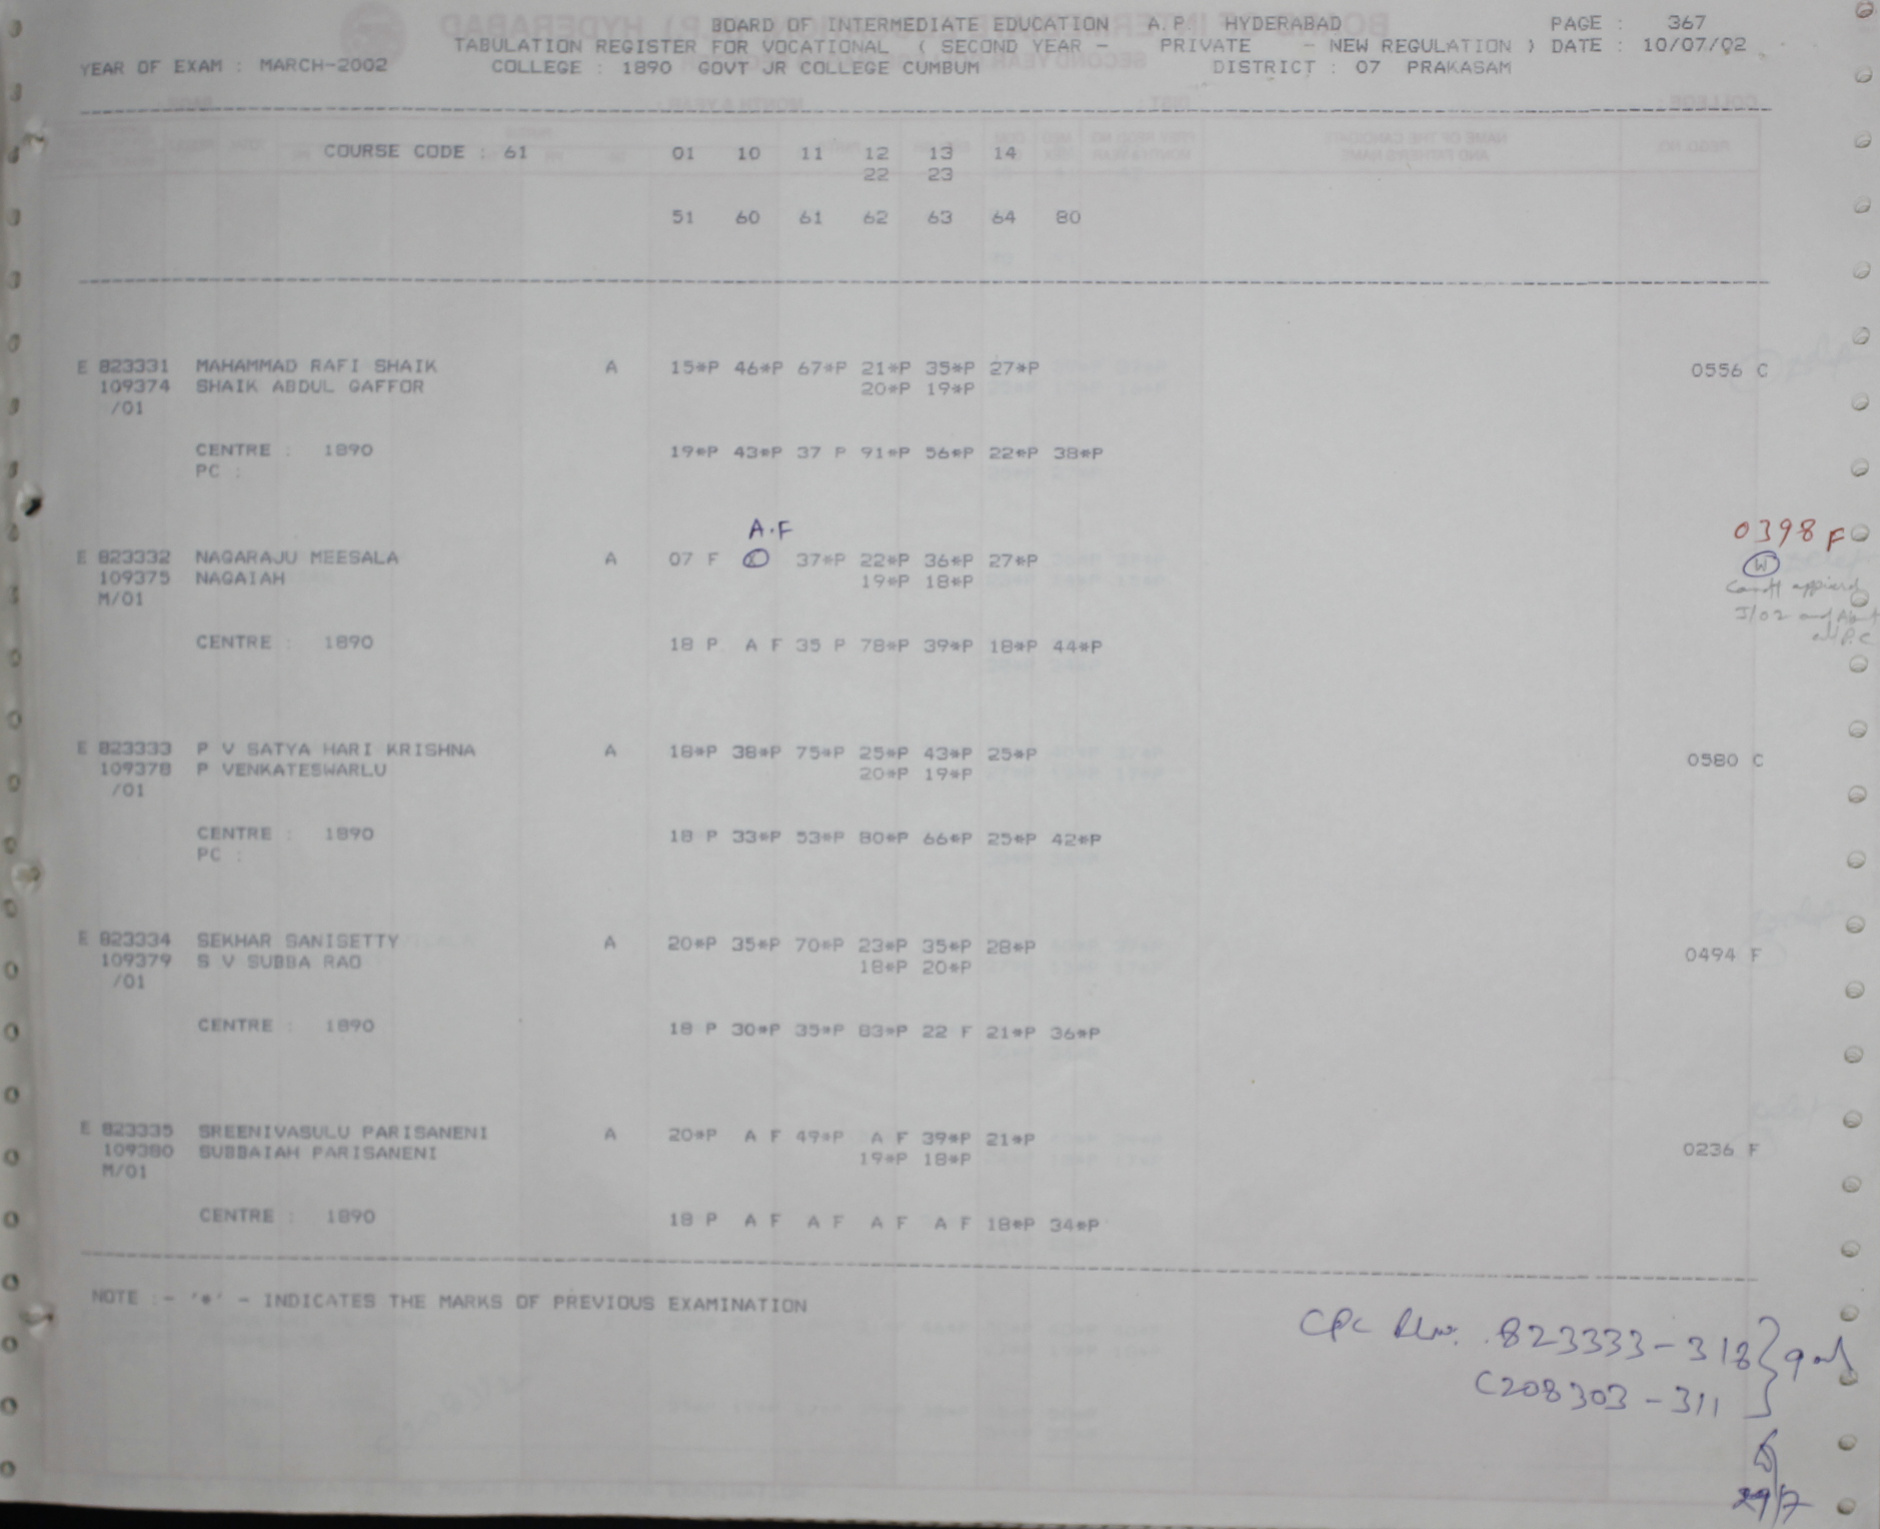 BOARD OF INTERMEDIATE EDUCATION A.P. HYDERABAD PAGE : 367
TABULATION REGISTER FOR VOCATIONAL ( SECOND YEAR - PRIVATE - NEW REGULATION ) DATE : 10/07/02
YEAR OF EXAM : MARCH-2002 COLLEGE : 1890 GOVT JR COLLEGE CUMBUM DISTRICT : 07 PRAKASAM
COURSE CODE : 61 01 10 11 12 13 14
22 23
51 60 61 62 63 64 80
E 823331 MAHAMMAD RAFI SHAIK A 15*P 46*P 67*P 21*P 35*P 27*P 0556 C
109374 SHAIK ABDUL GAFFOR 20*P 19*P
/01
CENTRE : 1890 19*P 43*P 37 P 91*P 56*P 22*P 38*P
PC :
A.F 0398 F
E 823332 NAGARAJU MEESALA A 07 F 37*P 22*P 36*P 27*P W
109375 NAGAIAH 19*P 18*P
M/01 J/02 and
CENTRE : 1890 18 P A F 35 P 78*P 39*P 18*P 44*P P.C
E 823333 P V SATYA HARI KRISHNA A 18*P 38*P 75*P 25*P 43*P 25*P 0580 C
109378 P VENKATESWARLU 20*P 19*P
/01
CENTRE : 1890 18 P 33*P 53*P 80*P 66*P 25*P 42*P
PC :
E 823334 SEKHAR SANISETTY A 20*P 35*P 70*P 23*P 35*P 28*P 0494 F
109379 S V SUBBA RAO 18*P 20*P
/01
CENTRE : 1890 18 P 30*P 35*P 83*P 22 F 21*P 36*P
E 823335 SREENIVASULU PARISANENI A 20*P A F 49*P A F 39*P 21*P 0236 F
109380 SUBBAIAH PARISANENI 19*P 18*P
M/01
CENTRE : 1890 18 P A F A F A F A F 18*P 34*P
NOTE :- '*' - INDICATES THE MARKS OF PREVIOUS EXAMINATION
CPC 823333-318
C208303-311
29/7